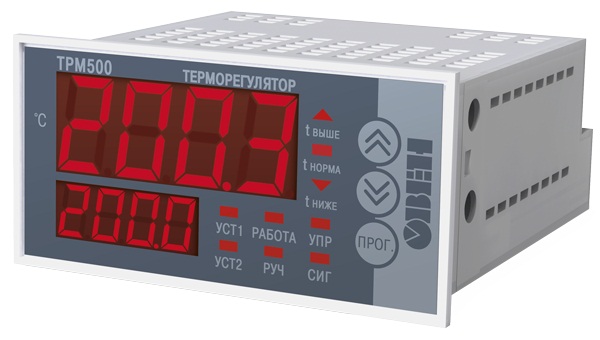 ТРМ500
ТЕРМОРЕГУЛЯТОР
°C
200.3
200.0
t ВЫШЕ
t НОРМА
t НИЖЕ
УСТ1 РАБОТА УПР
УСТ2 РУЧ СИГ
ПРОГ.
ОВЕН